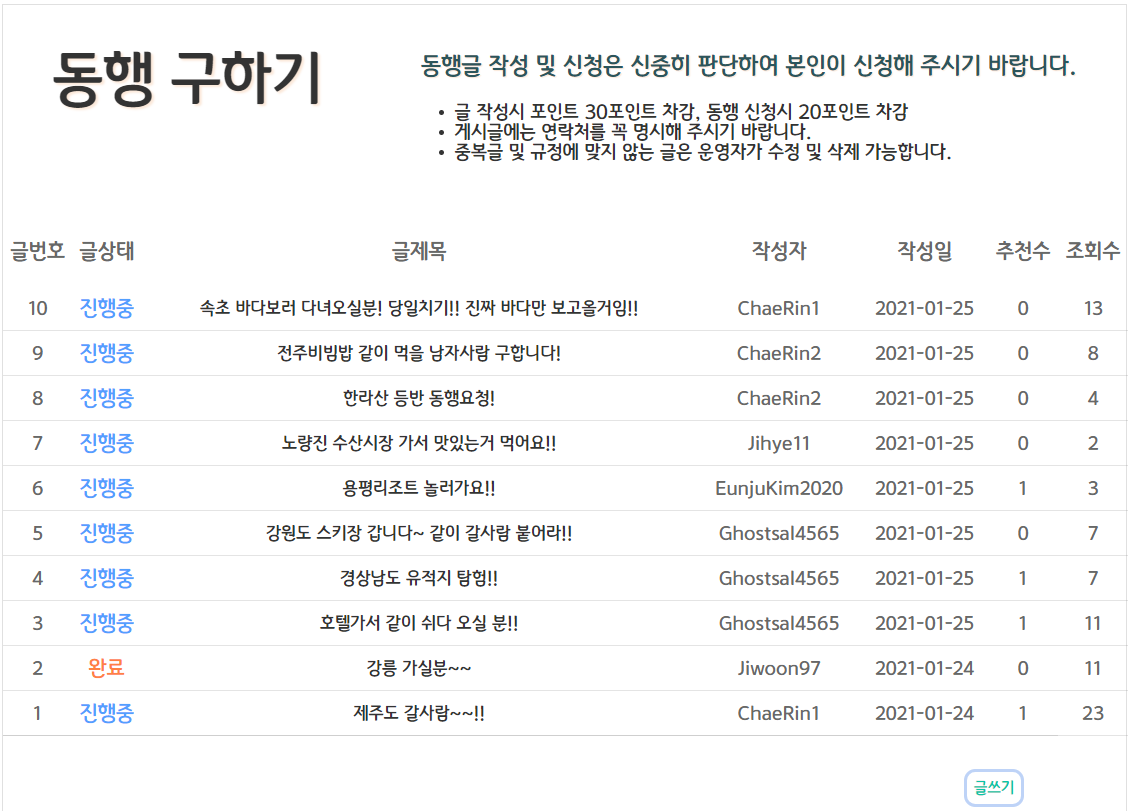 동행 구하기
동행글 작성 및 신청은 신중히 판단하여 본인이 신청해 주시기 바랍니다.
• 글 작성시 포인트 30포인트 차감, 동행 신청시 20포인트 차감
• 게시글에는 연락처를 꼭 명시해 주시기 바랍니다.
• 중복글 및 규정에 맞지 않는 글은 운영자가 수정 및 삭제 가능합니다.
글번호 글상태 글제목 작성자 작성일 추천수 조회수
10 진행중 속초 바다보러 다녀오실분! 당일치기!! 진짜 바다만 보고올거임!! ChaeRin1 2021-01-25 0 13
9 진행중 전주비빔밥 같이 먹을 남자사람 구합니다! ChaeRin2 2021-01-25 0 8
8 진행중 한라산 등반 동행요청! ChaeRin2 2021-01-25 0 4
7 진행중 노량진 수산시장 가서 맛있는거 먹어요!! Jihye11 2021-01-25 0 2
6 진행중 용평리조트 놀러가요!! EunjuKim2020 2021-01-25 1 3
5 진행중 강원도 스키장 갑니다~ 같이 갈사람 붙어라!! Ghostsal4565 2021-01-25 0 7
4 진행중 경상남도 유적지 탐험!! Ghostsal4565 2021-01-25 1 7
3 진행중 호텔가서 같이 쉬다 오실 분!! Ghostsal4565 2021-01-25 1 11
2 완료 강릉 가실분~~ Jiwoon97 2021-01-24 0 11
1 진행중 제주도 갈사람~~!! ChaeRin1 2021-01-24 1 23
글쓰기